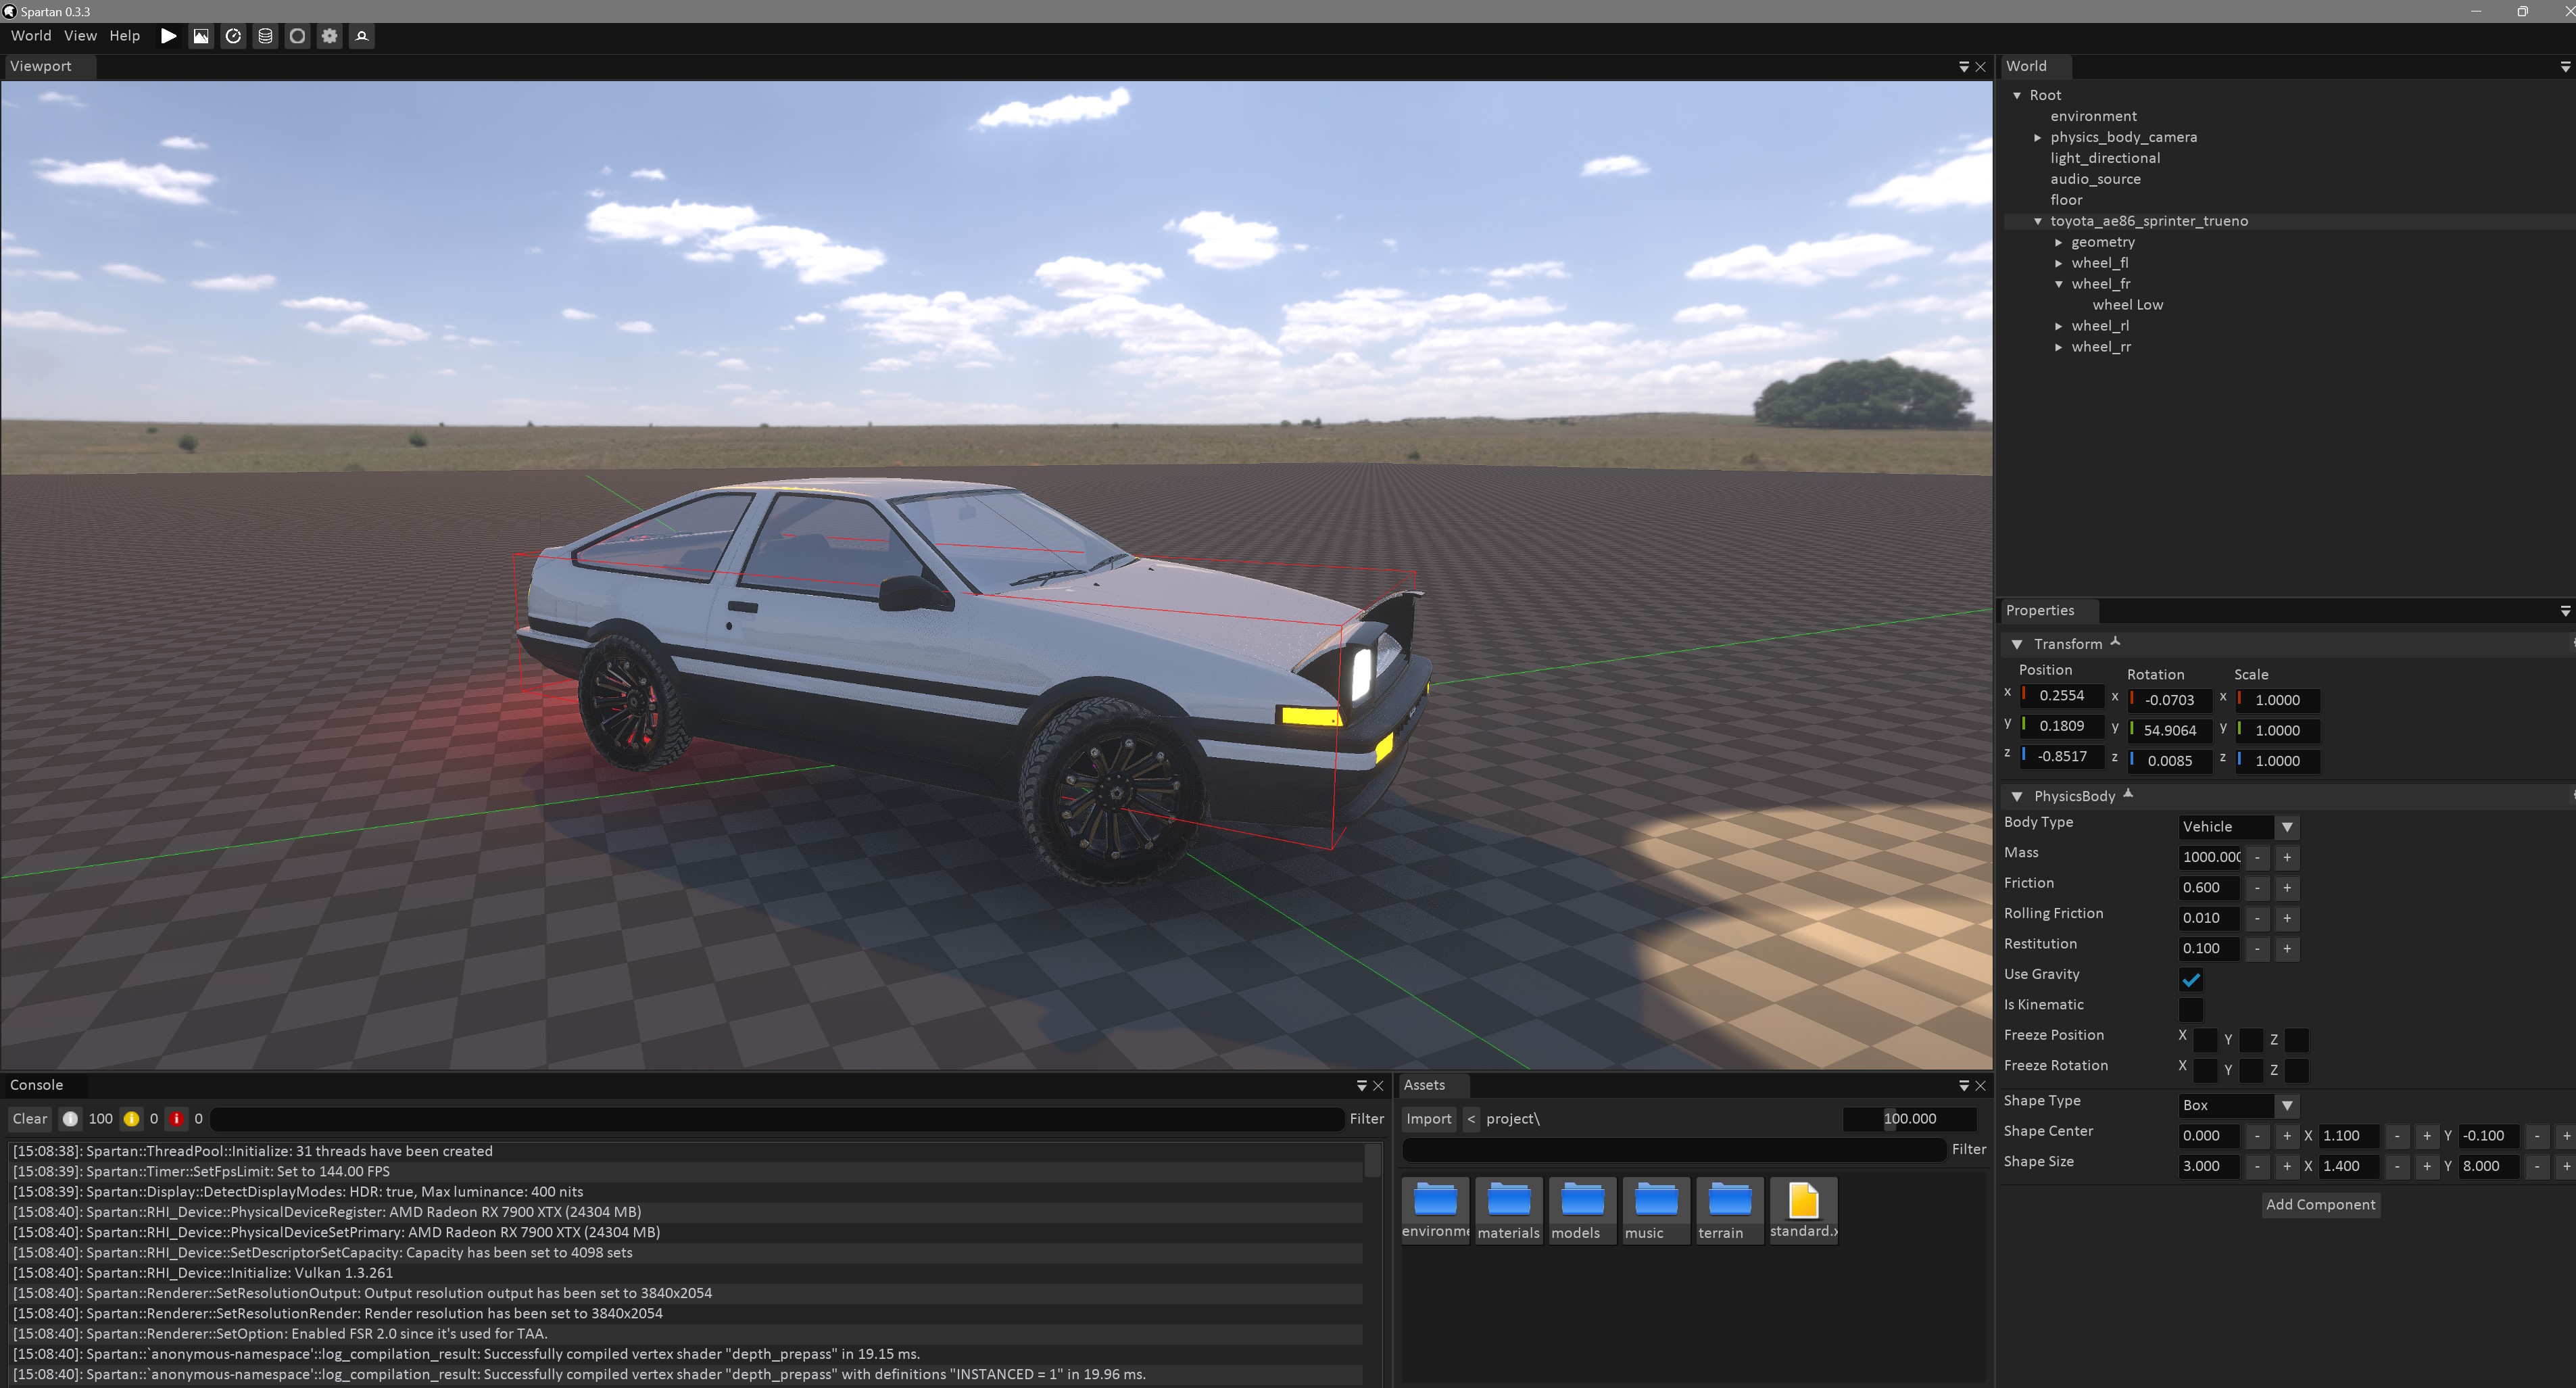 Spartan 0.3.3
World View Help
Viewport
World
Root
environment
physics_body_camera
light_directional
audio_source
floor
toyota_ae86_sprinter_trueno
geometry
wheel_fl
wheel_fr
wheel Low
wheel_rl
wheel_rr
Properties
Transform
Position Rotation Scale
x 0.2554 x -0.0703 x 1.0000
y 0.1809 y 54.9064 y 1.0000
z -0.8517 z 0.0085 z 1.0000
PhysicsBody
Body Type Vehicle
Mass 1000.000 - +
Friction 0.600 - +
Rolling Friction 0.010 - +
Restitution 0.100 - +
Use Gravity
Is Kinematic
Freeze Position X Y Z
Freeze Rotation X Y Z
Shape Type Box
Shape Center 0.000 - + X 1.100 - + Y -0.100 - +
Shape Size 3.000 - + X 1.400 - + Y 8.000 - +
Add Component
Console
Clear 100 0 0 Filter
[15:08:38]: Spartan::ThreadPool::Initialize: 31 threads have been created
[15:08:39]: Spartan::Timer::SetFpsLimit: Set to 144.00 FPS
[15:08:39]: Spartan::Display::DetectDisplayModes: HDR: true, Max luminance: 400 nits
[15:08:40]: Spartan::RHI_Device::PhysicalDeviceRegister: AMD Radeon RX 7900 XTX (24304 MB)
[15:08:40]: Spartan::RHI_Device::PhysicalDeviceSetPrimary: AMD Radeon RX 7900 XTX (24304 MB)
[15:08:40]: Spartan::RHI_Device::SetDescriptorSetCapacity: Capacity has been set to 4098 sets
[15:08:40]: Spartan::RHI_Device::Initialize: Vulkan 1.3.261
[15:08:40]: Spartan::Renderer::SetResolutionOutput: Output resolution output has been set to 3840x2054
[15:08:40]: Spartan::Renderer::SetResolutionRender: Render resolution has been set to 3840x2054
[15:08:40]: Spartan::Renderer::SetOption: Enabled FSR 2.0 since it's used for TAA.
[15:08:40]: Spartan::`anonymous-namespace'::log_compilation_result: Successfully compiled vertex shader "depth_prepass" in 19.15 ms.
[15:08:40]: Spartan::`anonymous-namespace'::log_compilation_result: Successfully compiled vertex shader "depth_prepass" with definitions "INSTANCED = 1" in 19.96 ms.
Assets
Import < project\ 100.000
Filter
environme materials models music terrain standard.x